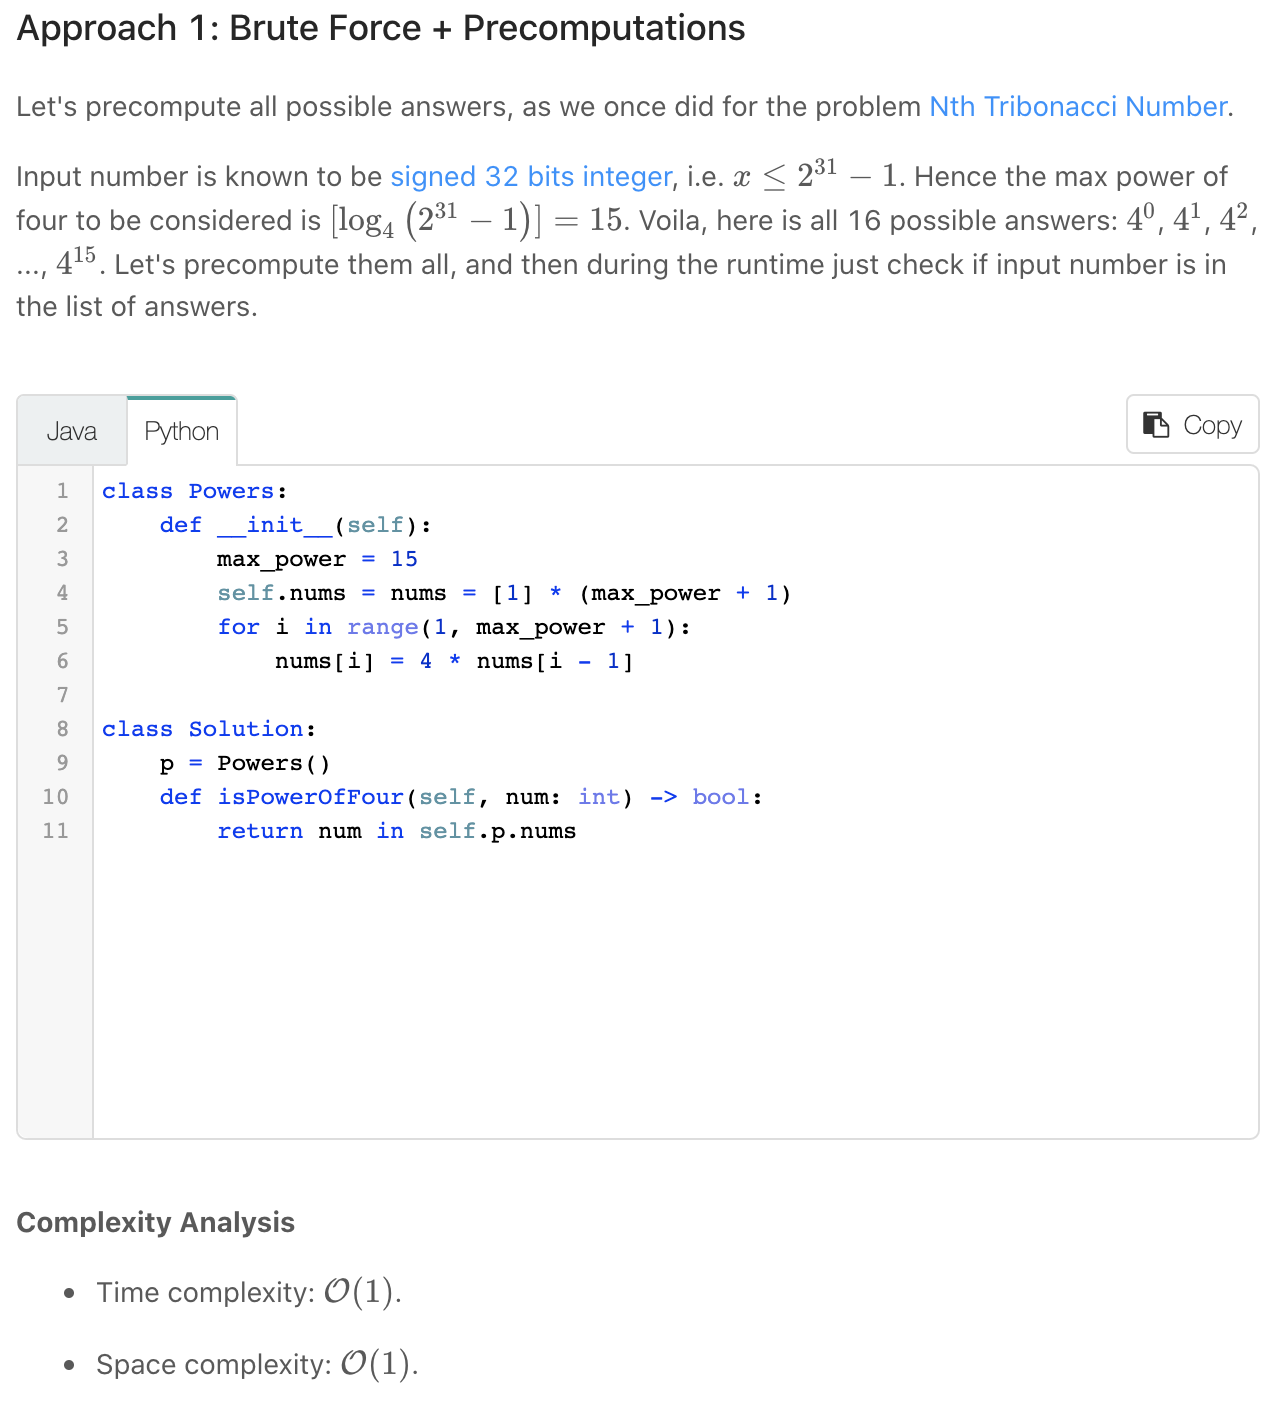 Approach 1: Brute Force + Precomputations
Let's precompute all possible answers, as we once did for the problem Nth Tribonacci Number.
Input number is known to be signed 32 bits integer, i.e. x ≤ 2^31 − 1. Hence the max power of
four to be considered is [log_4 (2^31 − 1)] = 15. Voila, here is all 16 possible answers: 4^0, 4^1, 4^2,
..., 4^15. Let's precompute them all, and then during the runtime just check if input number is in
the list of answers.
Java Python Copy
1 class Powers:
2     def __init__(self):
3         max_power = 15
4         self.nums = nums = [1] * (max_power + 1)
5         for i in range(1, max_power + 1):
6             nums[i] = 4 * nums[i - 1]
7
8 class Solution:
9     p = Powers()
10     def isPowerOfFour(self, num: int) -> bool:
11         return num in self.p.nums
Complexity Analysis
• Time complexity: O(1).
• Space complexity: O(1).